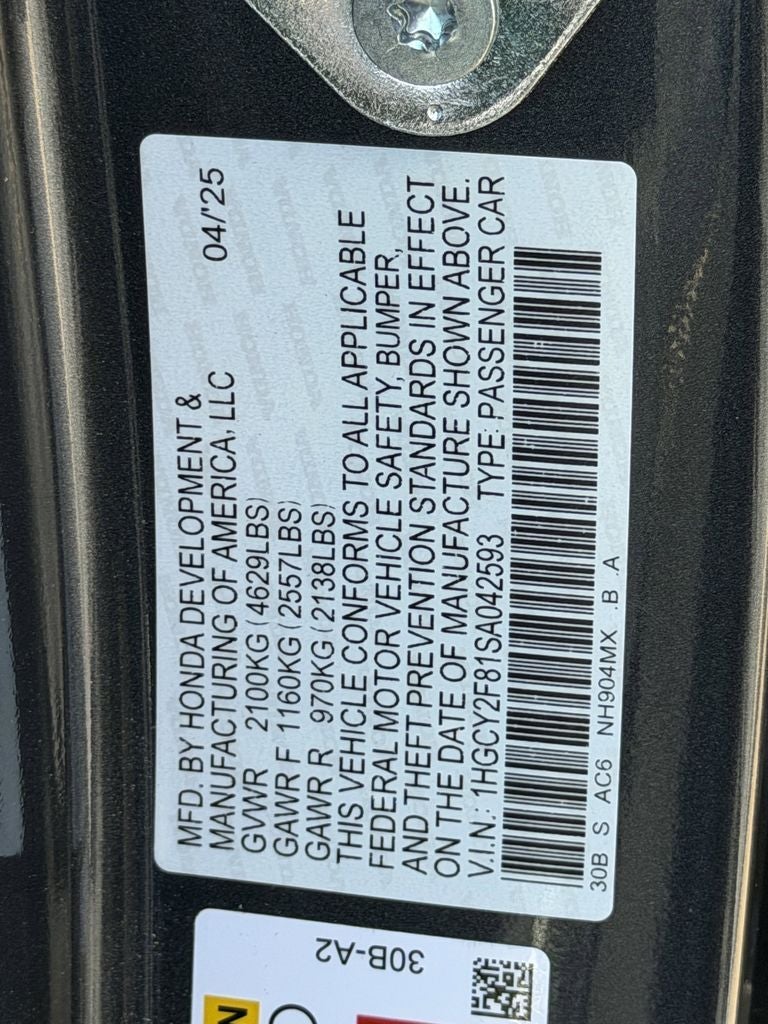 MFD. BY HONDA DEVELOPMENT &
MANUFACTURING OF AMERICA, LLC 04/'25
GVWR 2100KG (4629LBS)
GAWR F 1160KG (2557LBS)
GAWR R 970KG (2138LBS)
THIS VEHICLE CONFORMS TO ALL APPLICABLE
FEDERAL MOTOR VEHICLE SAFETY, BUMPER,
AND THEFT PREVENTION STANDARDS IN EFFECT
ON THE DATE OF MANUFACTURE SHOWN ABOVE.
V.I.N.: 1HGCY2F81SA042593 TYPE: PASSENGER CAR
30B S AC6 NH904MX .B .A
30B-A2
N